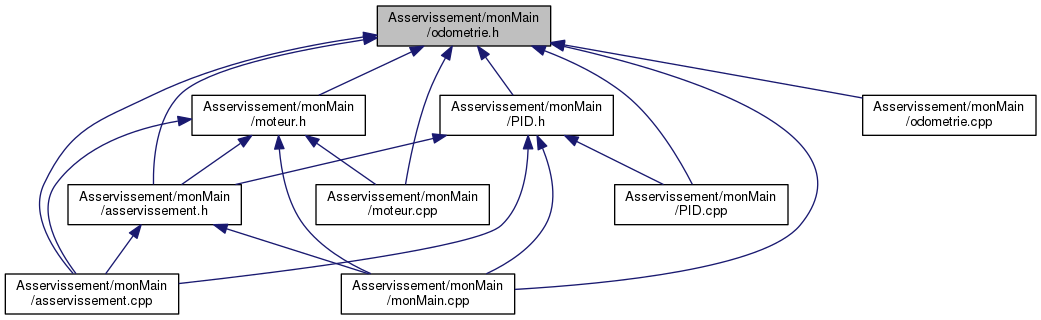 Asservissement/monMain
/odometrie.h
Asservissement/monMain
/moteur.h
Asservissement/monMain
/PID.h
Asservissement/monMain
/odometrie.cpp
Asservissement/monMain
/asservissement.h
Asservissement/monMain
/moteur.cpp
Asservissement/monMain
/PID.cpp
Asservissement/monMain
/asservissement.cpp
Asservissement/monMain
/monMain.cpp